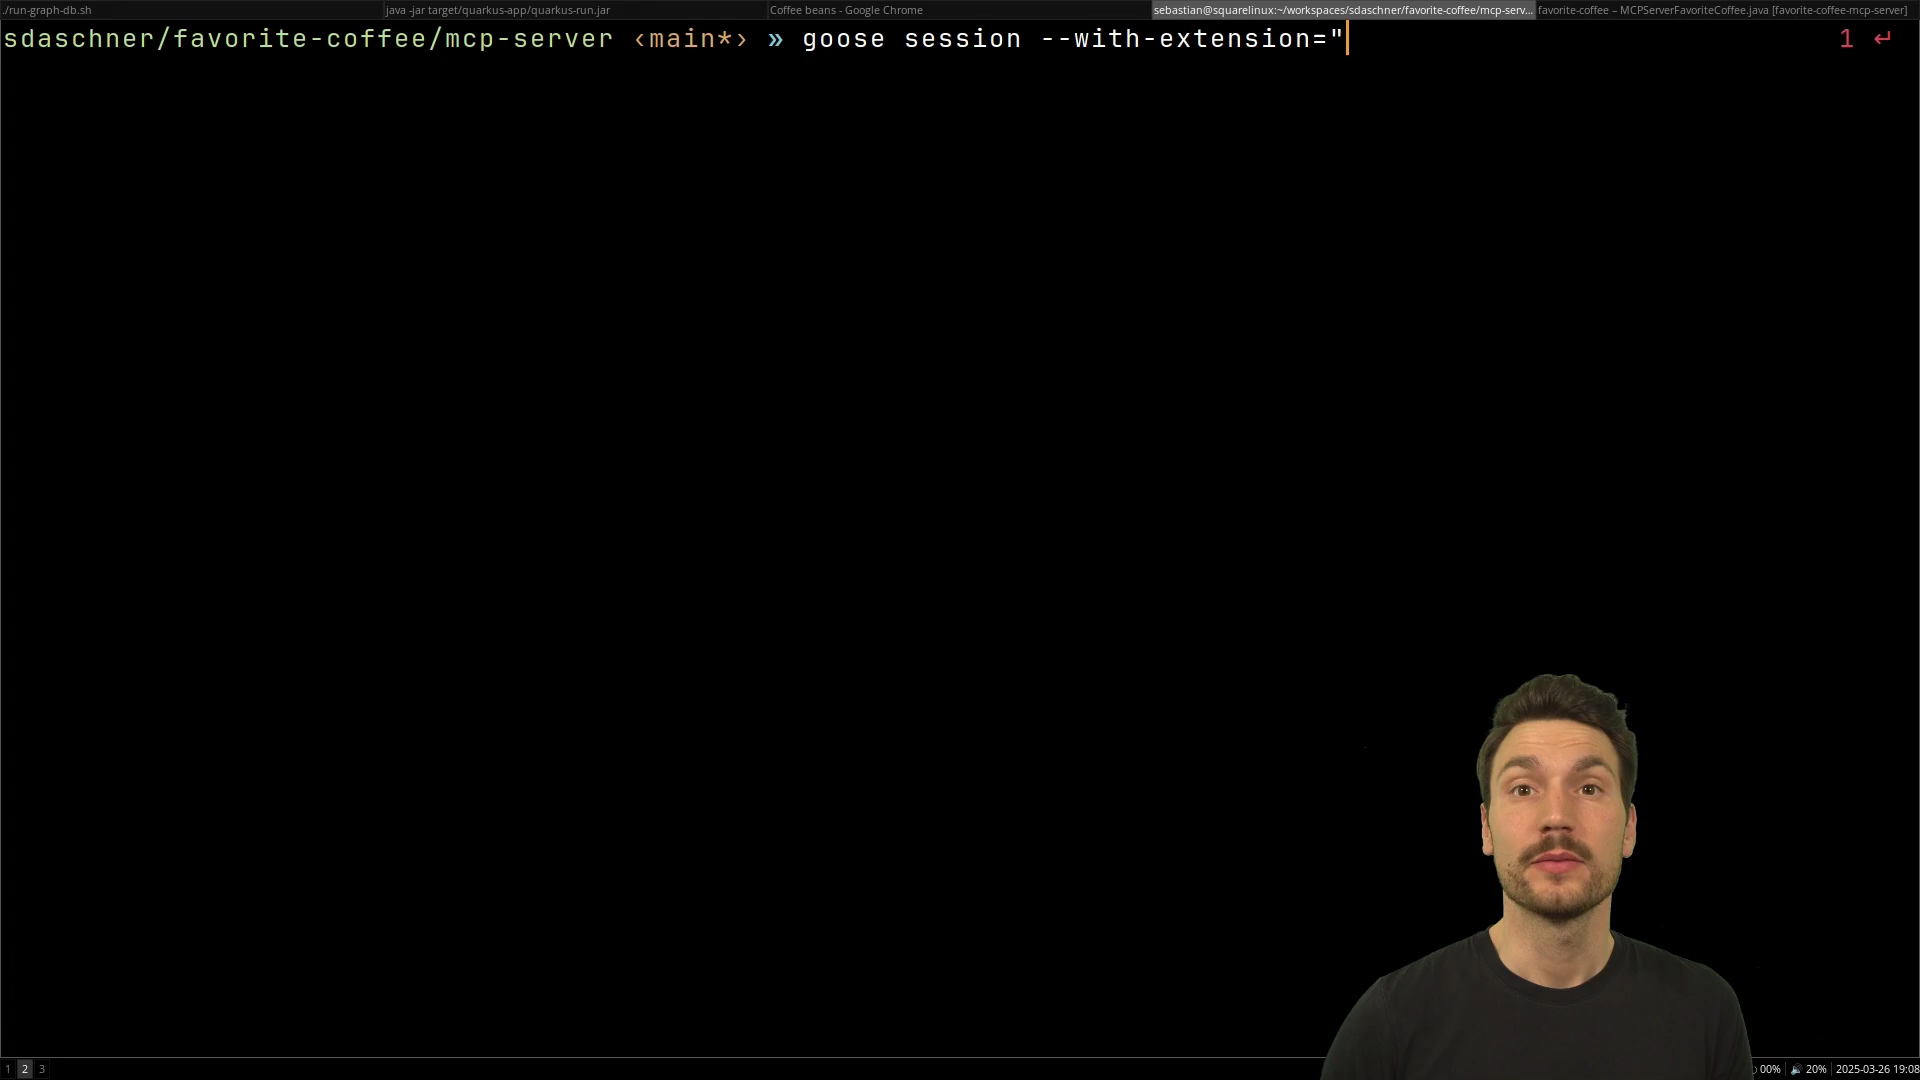 ./run-graph-db.sh
java -jar target/quarkus-app/quarkus-run.jar
Coffee beans - Google Chrome
sebastian@squarelinux:~/workspaces/sdaschner/favorite-coffee/mcp-serv...
favorite-coffee – MCPServerFavoriteCoffee.java [favorite-coffee-mcp-server]
sdaschner/favorite-coffee/mcp-server ‹main*› » goose session --with-extension="
1 ↵
1 2 3
00% 20% 2025-03-26 19:08